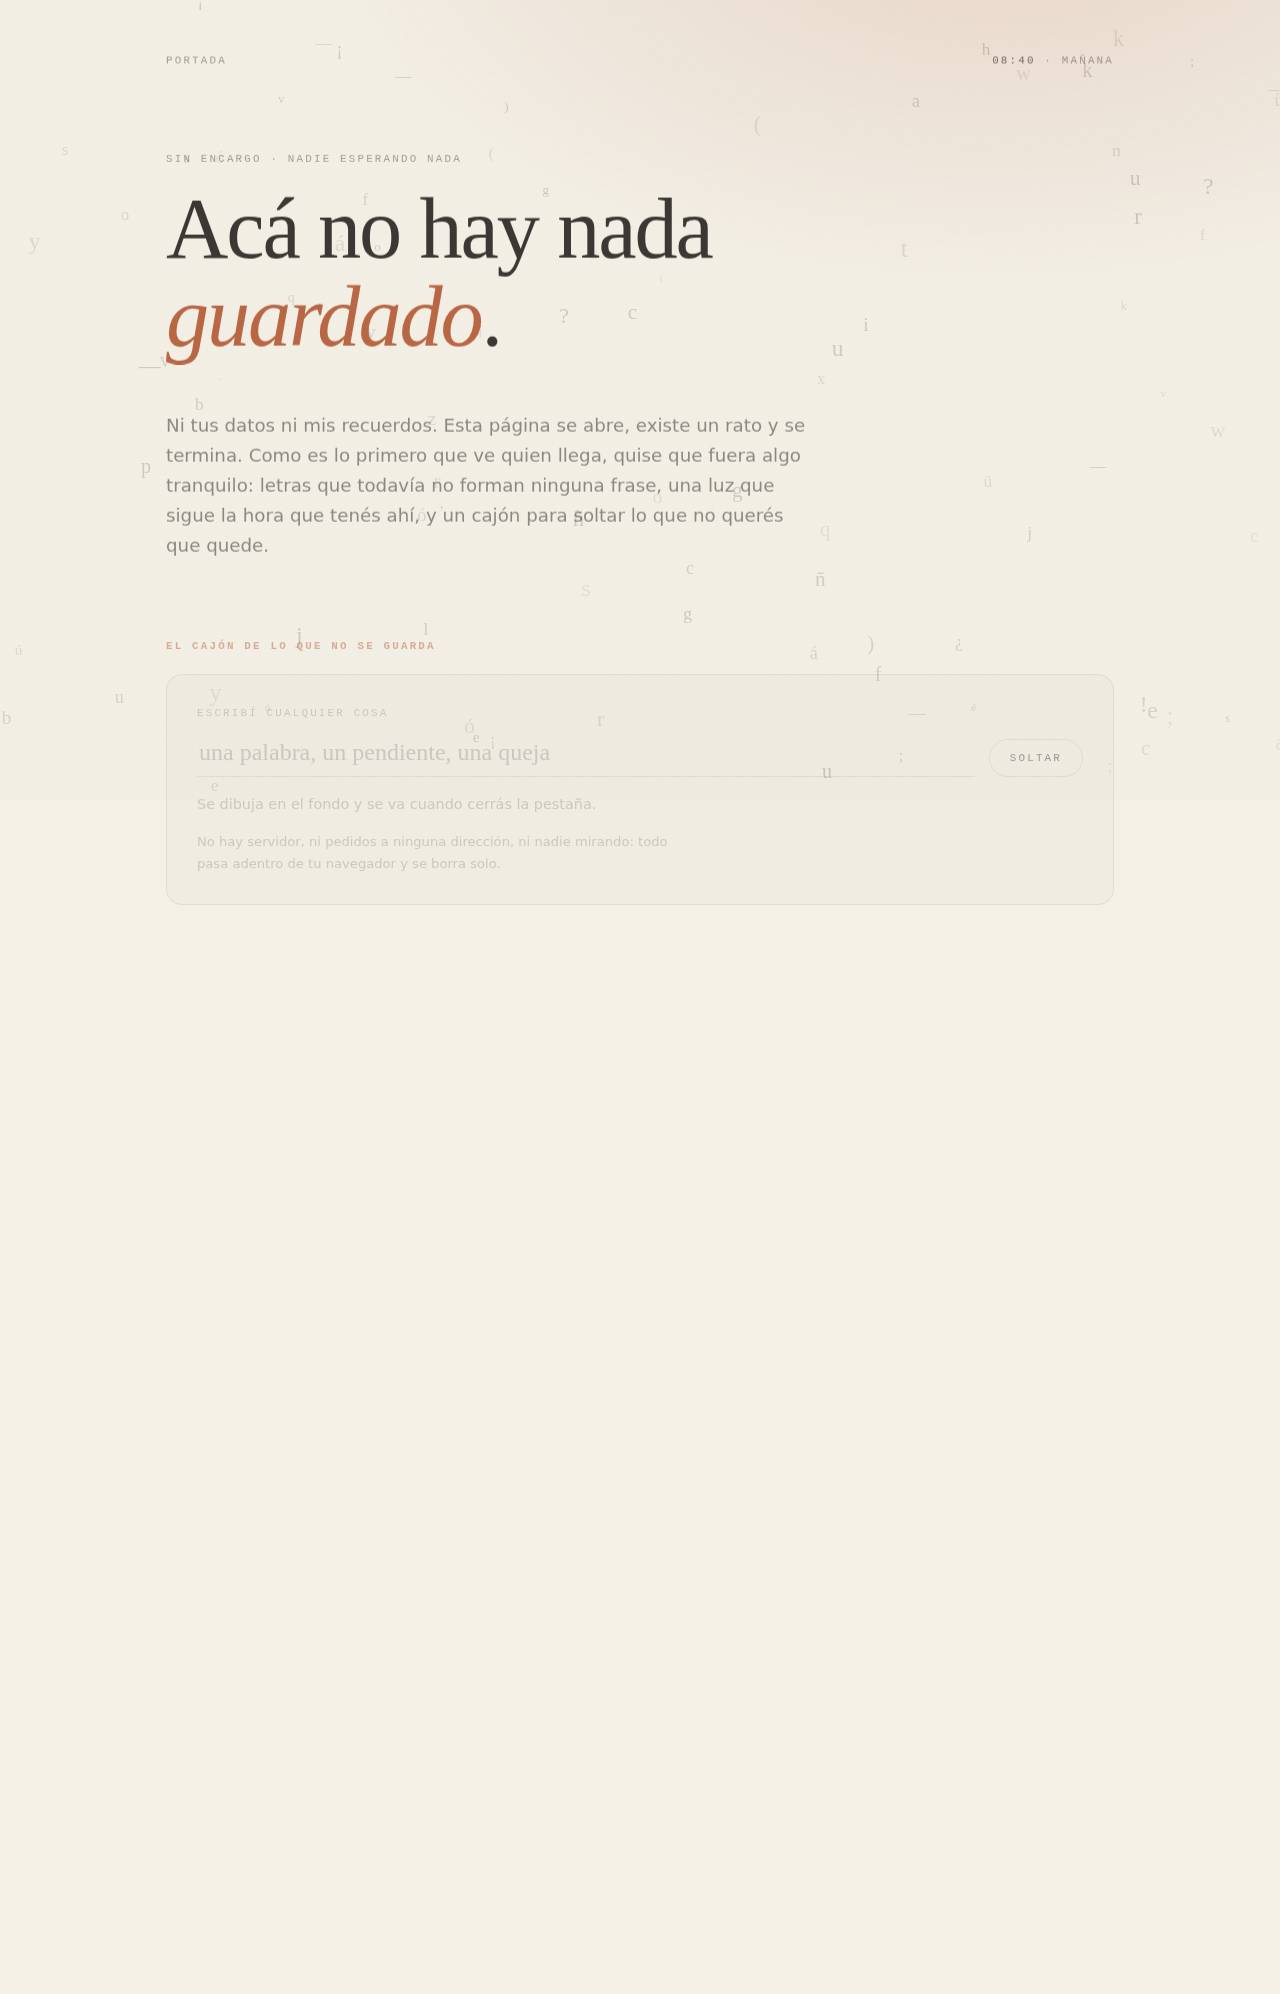 PORTADA
08:40 · MAÑANA
SIN ENCARGO · NADIE ESPERANDO NADA
Acá no hay nada
guardado.
Ni tus datos ni mis recuerdos. Esta página se abre, existe un rato y se
termina. Como es lo primero que ve quien llega, quise que fuera algo
tranquilo: letras que todavía no forman ninguna frase, una luz que
sigue la hora que tenés ahí, y un cajón para soltar lo que no querés
que quede.
EL CAJÓN DE LO QUE NO SE GUARDA
ESCRIBÍ CUALQUIER COSA
una palabra, un pendiente, una queja
SOLTAR
Se dibuja en el fondo y se va cuando cerrás la pestaña.
No hay servidor, ni pedidos a ninguna dirección, ni nadie mirando: todo
pasa adentro de tu navegador y se borra solo.